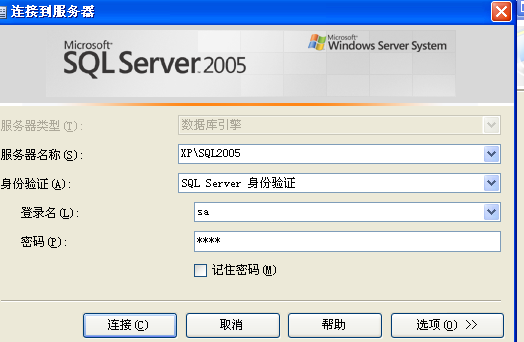 连接到服务器
Microsoft
SQL Server 2005
Microsoft
Windows Server System
服务器类型(T): 数据库引擎
服务器名称(S): XP\SQL2005
身份验证(A): SQL Server 身份验证
登录名(L): sa
密码(P): ****
记住密码(M)
连接(C) 取消 帮助 选项(O) >>